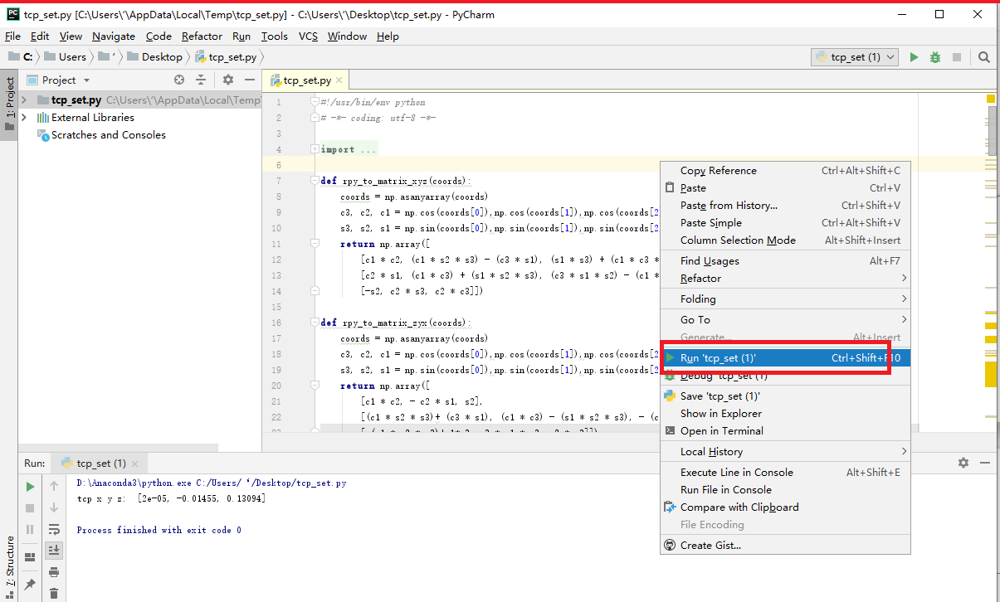 tcp_set.py [C:\Users\'\AppData\Local\Temp\tcp_set.py] - C:\Users\'\Desktop\tcp_set.py - PyCharm
File Edit View Navigate Code Refactor Run Tools VCS Window Help
C: Users ' Desktop tcp_set.py tcp_set (1)
1: Project
Project tcp_set.py
tcp_set.py C:\Users\'\AppData\Local\Temp\
External Libraries
Scratches and Consoles
1 #!/usr/bin/env python
2 # -*- coding: utf-8 -*-
3
4 import ...
6
7 def rpy_to_matrix_xyz(coords):
8 coords = np.asanyarray(coords)
9 c3, c2, c1 = np.cos(coords[0]),np.cos(coords[1]),np.cos(coords[2
10 s3, s2, s1 = np.sin(coords[0]),np.sin(coords[1]),np.sin(coords[2
11 return np.array([
12 [c1 * c2, (c1 * s2 * s3) - (c3 * s1), (s1 * s3) + (c1 * c3 *
13 [c2 * s1, (c1 * c3) + (s1 * s2 * s3), (c3 * s1 * s2) - (c1 *
14 [-s2, c2 * s3, c2 * c3]])
15
16 def rpy_to_matrix_zyx(coords):
17 coords = np.asanyarray(coords)
18 c3, c2, c1 = np.cos(coords[0]),np.cos(coords[1]),np.cos(coords[2
19 s3, s2, s1 = np.sin(coords[0]),np.sin(coords[1]),np.sin(coords[2
20 return np.array([
21 [c1 * c2, - c2 * s1, s2],
22 [(c1 * s2 * s3)+ (c3 * s1), (c1 * c3) - (s1 * s2 * s3), - (c
Copy Reference Ctrl+Alt+Shift+C
Paste Ctrl+V
Paste from History... Ctrl+Shift+V
Paste Simple Ctrl+Alt+Shift+V
Column Selection Mode Alt+Shift+Insert
Find Usages Alt+F7
Refactor
Folding
Go To
Generate... Alt+Insert
Run 'tcp_set (1)' Ctrl+Shift+F10
Debug 'tcp_set (1)'
Save 'tcp_set (1)'
Show in Explorer
Open in Terminal
Local History
Execute Line in Console Alt+Shift+E
Run File in Console
Compare with Clipboard
File Encoding
Create Gist...
Run: tcp_set (1)
D:\Anaconda3\python.exe C:/Users/‘/Desktop/tcp_set.py
tcp x y z: [2e-05, -0.01455, 0.13094]
Process finished with exit code 0
7: Structure